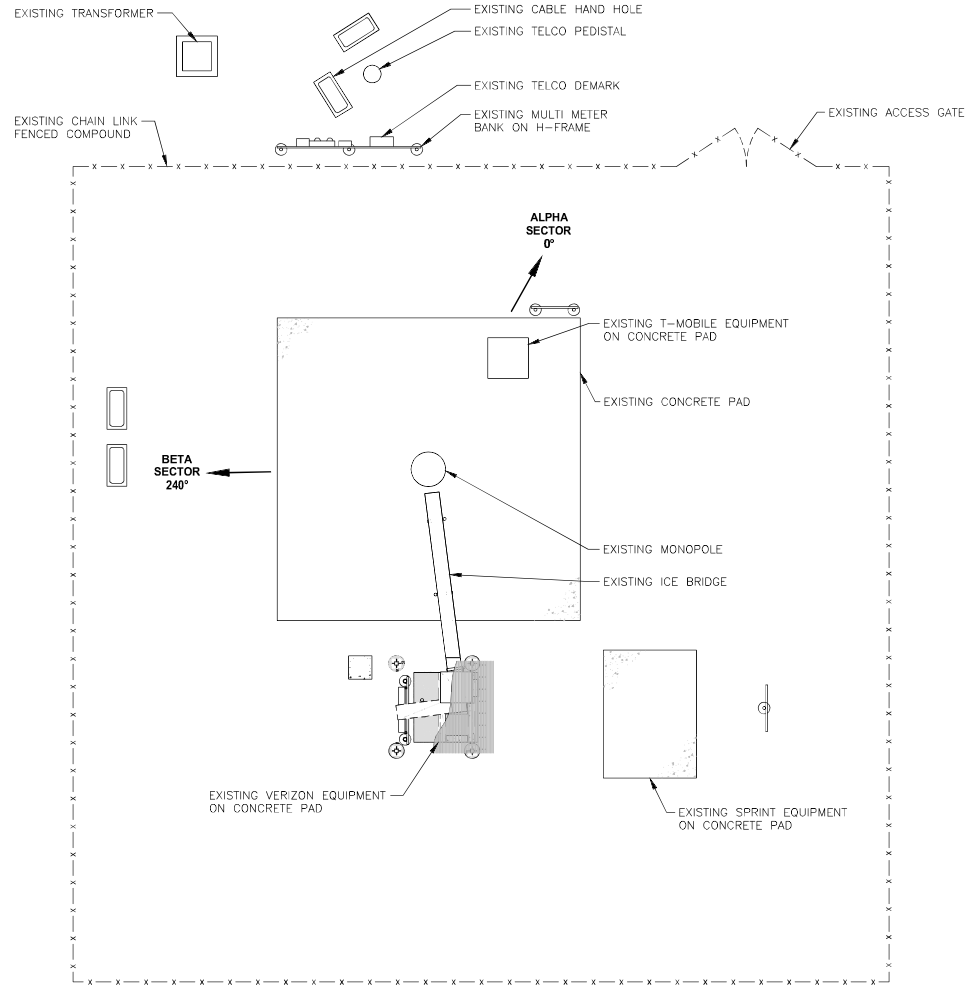 EXISTING TRANSFORMER
EXISTING CABLE HAND HOLE
EXISTING TELCO PEDISTAL
EXISTING TELCO DEMARK
EXISTING MULTI METER
BANK ON H-FRAME
EXISTING ACCESS GATE
EXISTING CHAIN LINK
FENCED COMPOUND
ALPHA
SECTOR
0°
EXISTING T-MOBILE EQUIPMENT
ON CONCRETE PAD
EXISTING CONCRETE PAD
BETA
SECTOR
240°
EXISTING MONOPOLE
EXISTING ICE BRIDGE
EXISTING VERIZON EQUIPMENT
ON CONCRETE PAD
EXISTING SPRINT EQUIPMENT
ON CONCRETE PAD